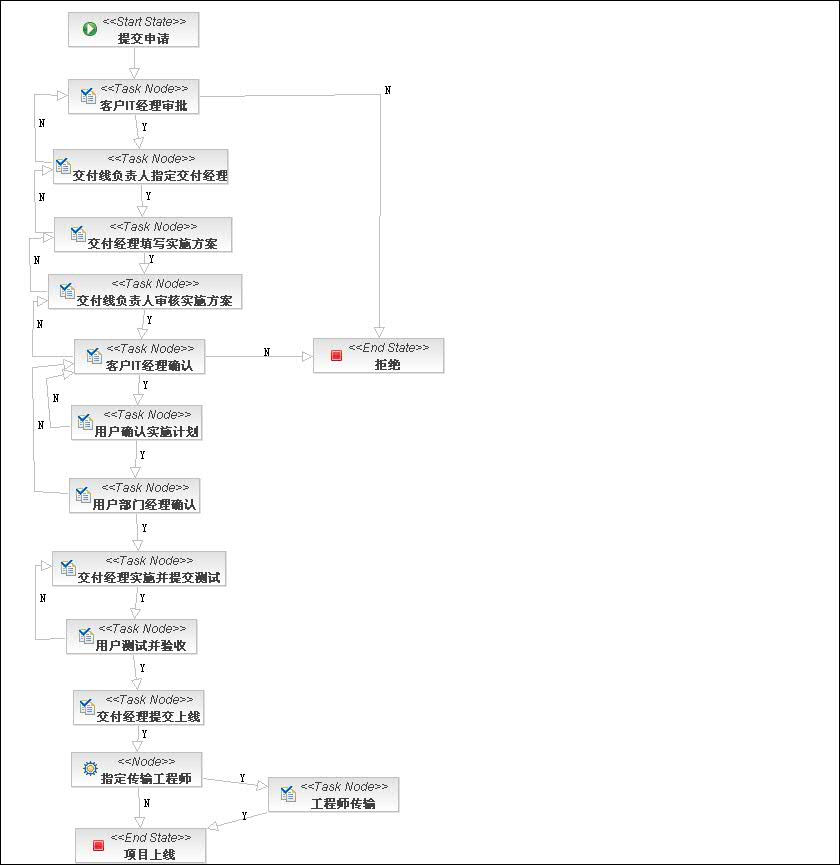 <<Start State>>
提交申请
<<Task Node>>
客户IT经理审批
N
N
Y
<<Task Node>>
交付线负责人指定交付经理
N
Y
<<Task Node>>
交付经理填写实施方案
N
Y
<<Task Node>>
交付线负责人审核实施方案
N
Y
<<Task Node>>
客户IT经理确认
N
<<End State>>
拒绝
Y
N
<<Task Node>>
用户确认实施计划
N
Y
<<Task Node>>
用户部门经理确认
Y
<<Task Node>>
交付经理实施并提交测试
N
Y
<<Task Node>>
用户测试并验收
Y
<<Task Node>>
交付经理提交上线
Y
<<Node>>
指定传输工程师
Y
<<Task Node>>
工程师传输
N
Y
<<End State>>
项目上线